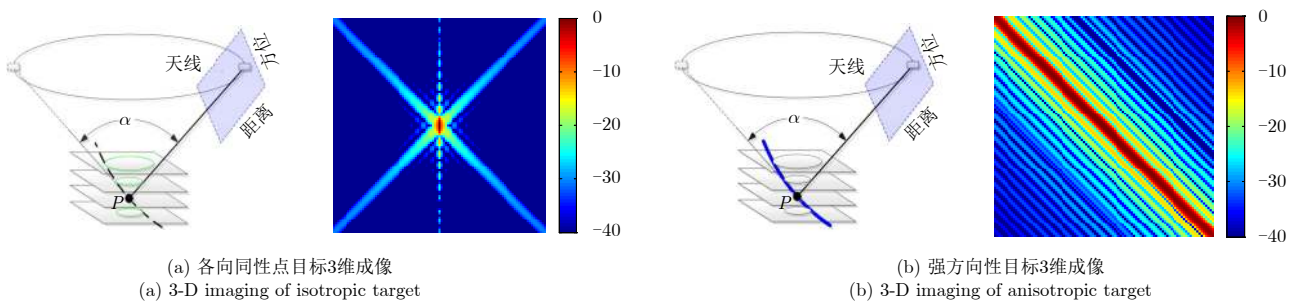 天线
方位
距离
α
P
0
−10
−20
−30
−40
(a) 各向同性点目标3维成像
(a) 3-D imaging of isotropic target
天线
方位
距离
α
P
0
−10
−20
−30
−40
(b) 强方向性目标3维成像
(b) 3-D imaging of anisotropic target